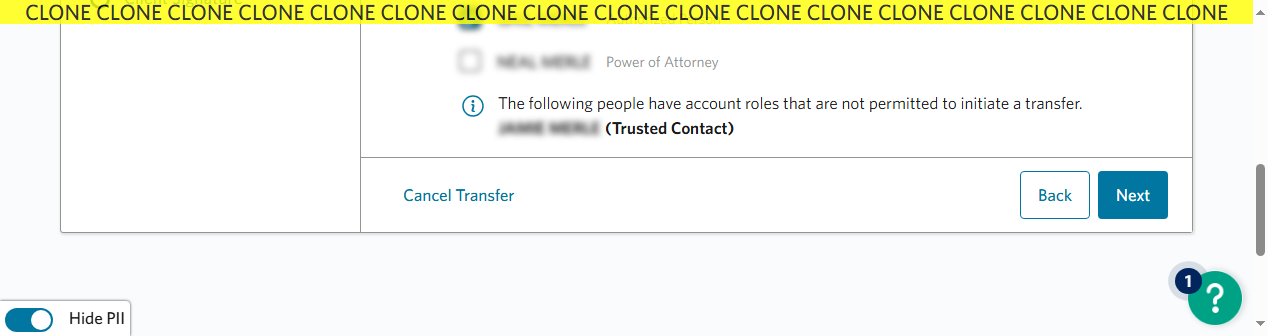 CLONE CLONE CLONE CLONE CLONE CLONE CLONE CLONE CLONE CLONE CLONE CLONE CLONE CLONE CLONE CLONE CLONE
Power of Attorney
The following people have account roles that are not permitted to initiate a transfer.
(Trusted Contact)
Cancel Transfer
Back
Next
1
?
Hide PII